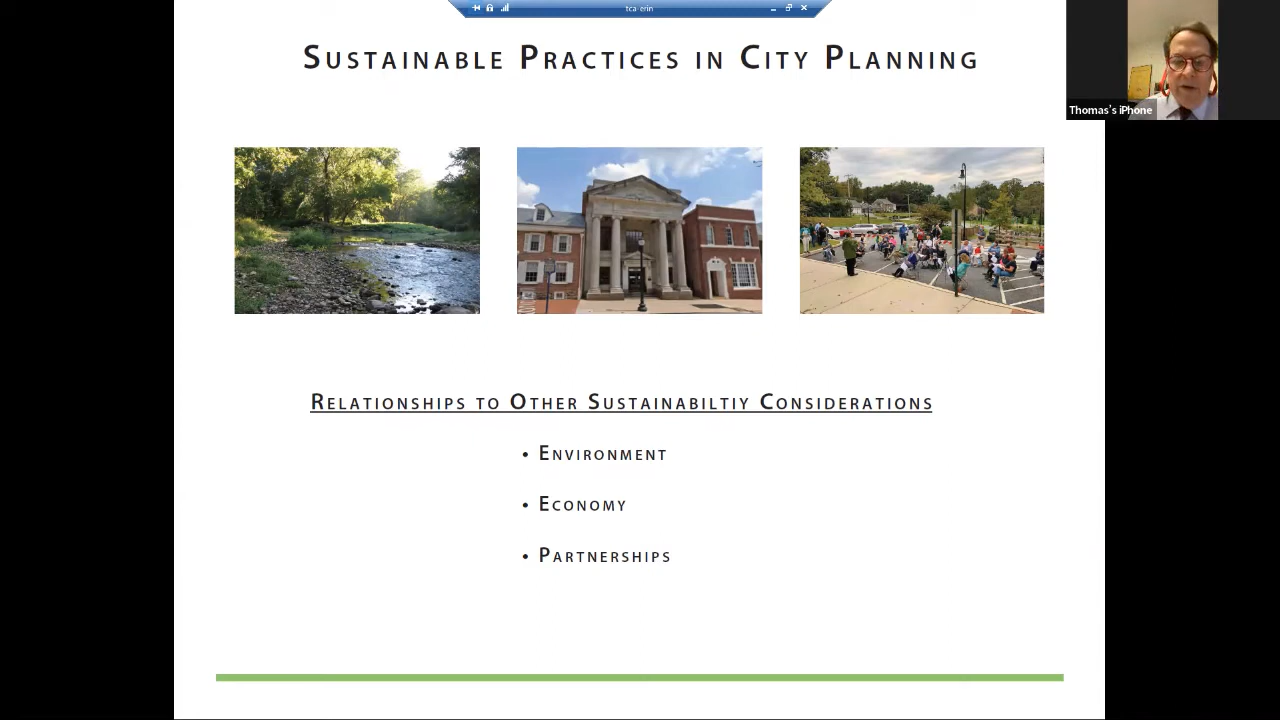 tca-erin
Sustainable Practices in City Planning
Thomas's iPhone
Relationships to Other Sustainabiltiy Considerations
• Environment
• Economy
• Partnerships